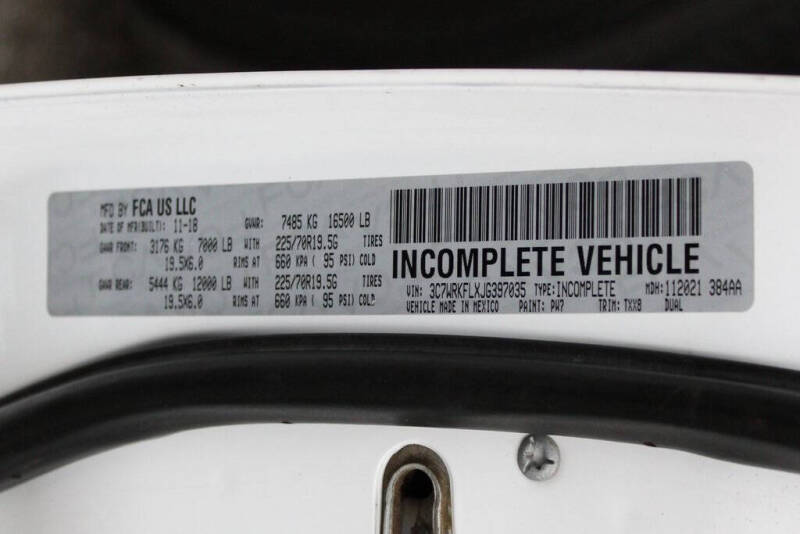 MFD BY FCA US LLC
DATE OF MFR(BUILT): 11-18 GVWR: 7485 KG 16500 LB
GAWR FRONT: 3176 KG 7000 LB WITH 225/70R19.5G TIRES
19.5X6.0 RIMS AT 660 KPA ( 95 PSI) COLD
GAWR REAR: 5444 KG 12000 LB WITH 225/70R19.5G TIRES
19.5X6.0 RIMS AT 660 KPA ( 95 PSI) COLD
INCOMPLETE VEHICLE
VIN: 3C7WRKFLXJG397035 TYPE: INCOMPLETE MDH: 112021 384AA
VEHICLE MADE IN MEXICO PAINT: PW7 TRIM: TXX8 DUAL